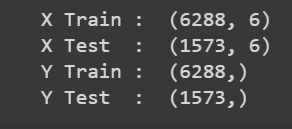 X Train :  (6288, 6)
X Test  :  (1573, 6)
Y Train :  (6288,)
Y Test  :  (1573,)